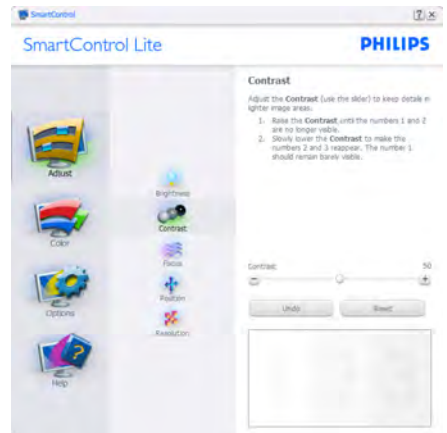 SmartControl
SmartControl Lite
PHILIPS
Adjust
Color
Options
Help
Brightness
Contrast
Focus
Position
Resolution
Contrast
Adjust the Contrast (use the slider) to keep details in
lighter image areas.
1. Raise the Contrast until the numbers 1 and 2
are no longer visible.
2. Slowly lower the Contrast to make the
numbers 2 and 3 reappear. The number 1
should remain barely visible.
Contrast: 50
Undo
Reset